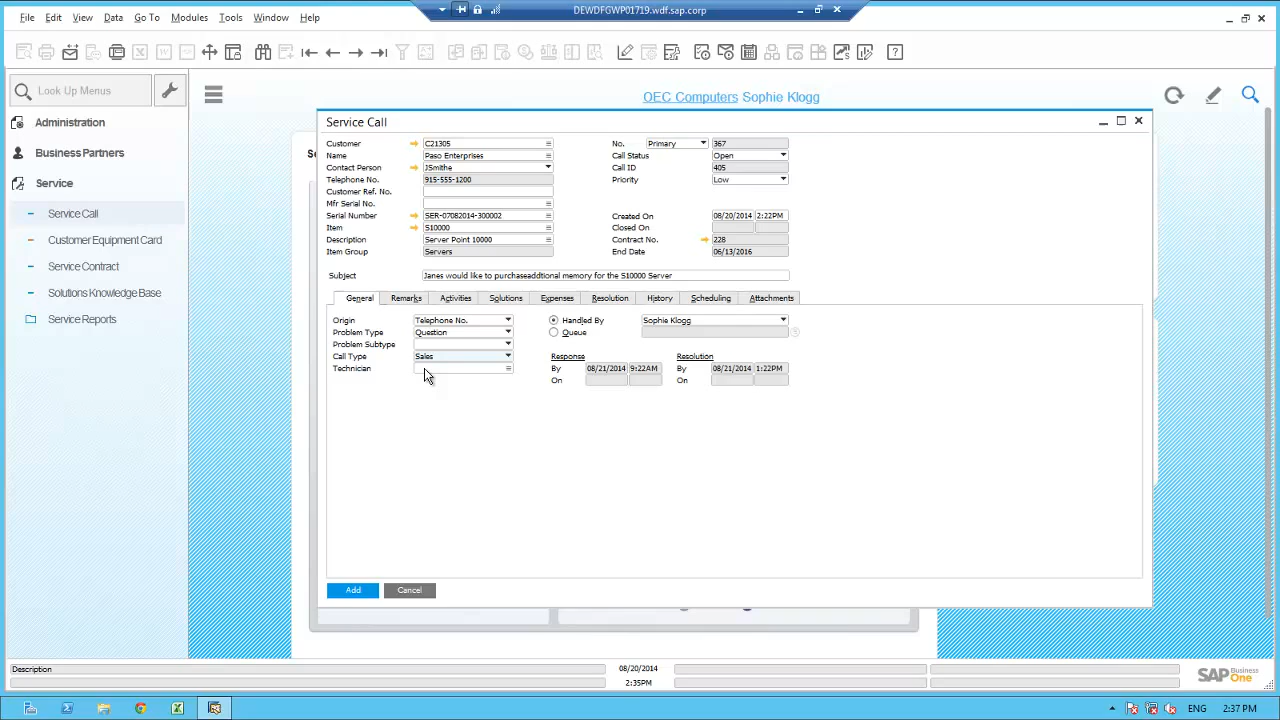 DEWDFGWP01719.wdf.sap.corp
File Edit View Data Go To Modules Tools Window Help
Look Up Menus
OEC Computers Sophie Klogg
Administration
Business Partners
Service
Service Call
Customer Equipment Card
Service Contract
Solutions Knowledge Base
Service Reports
Service Call
Customer C21305 No. Primary 367
Name Paso Enterprises Call Status Open
Contact Person JSmithe Call ID 405
Telephone No. 915-555-1200 Priority Low
Customer Ref. No.
Mfr Serial No.
Serial Number SER-07082014-300002 Created On 08/20/2014 2:22PM
Item S10000 Closed On
Description Server Point 10000 Contract No. 228
Item Group Servers End Date 06/13/2016
Subject Janes would like to purchaseaddtional memory for the S10000 Server
General Remarks Activities Solutions Expenses Resolution History Scheduling Attachments
Origin Telephone No. Handled By Sophie Klogg
Problem Type Question Queue
Problem Subtype
Call Type Sales Response Resolution
Technician By 08/21/2014 9:22AM By 08/21/2014 1:22PM
On On
Add Cancel
Description 08/20/2014
2:35PM
SAP Business One
ENG 2:37 PM